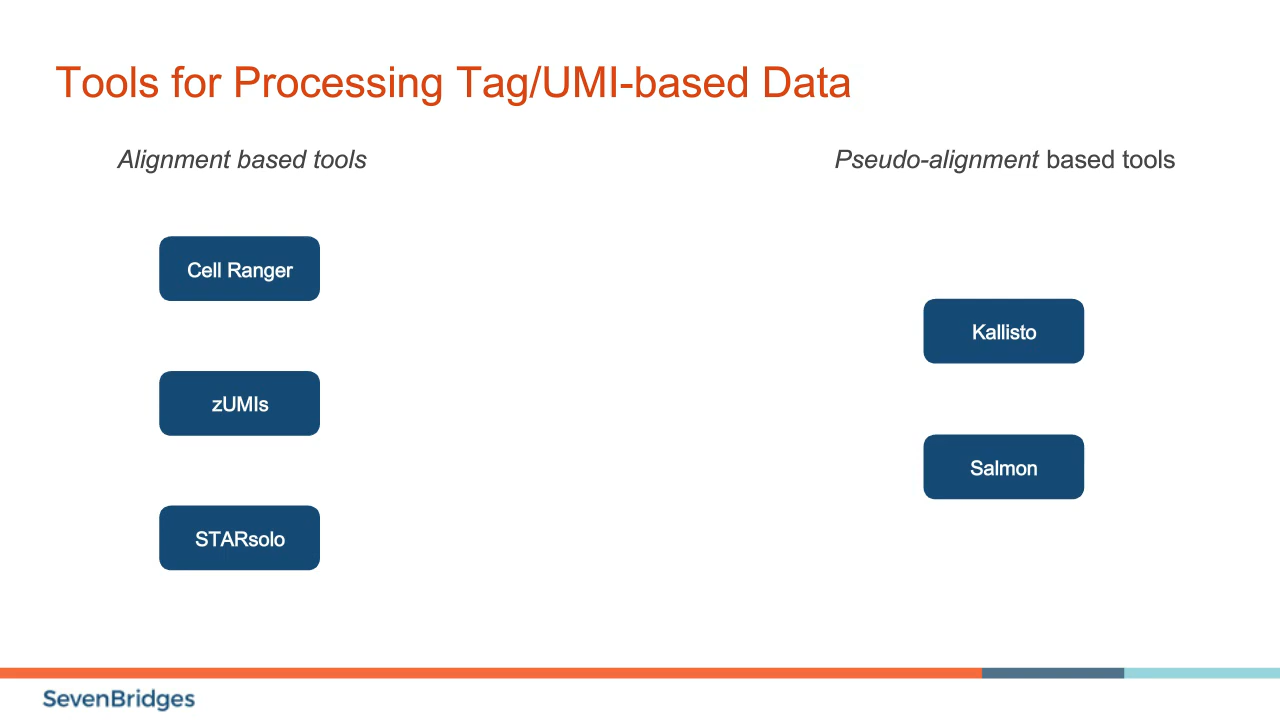 Tools for Processing Tag/UMI-based Data
Alignment based tools
Cell Ranger
zUMIs
STARsolo
Pseudo-alignment based tools
Kallisto
Salmon
SevenBridges